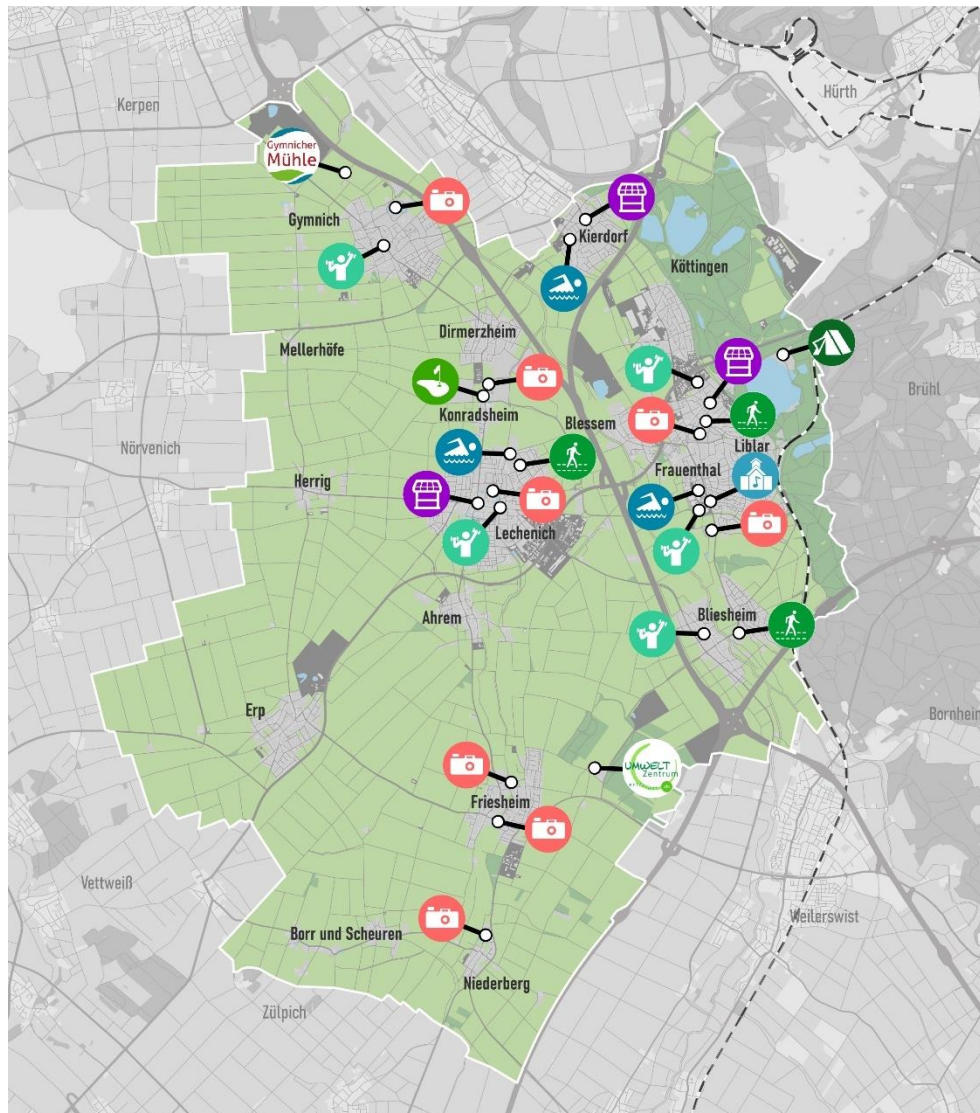 Hürth
Kerpen
Gymnicher
Mühle
Gymnich
Kierdorf
Köttingen
Dirmerzheim
Mellerhöfe
Konradsheim
Blessem
Liblar
Brühl
Nörvenich
Herrig
Frauenthal
Lechenich
Ahrem
Bliesheim
Erp
Bornheim
UMWELT
Zentrum
Friesheim
Vettweiß
Weilerswist
Borr und Scheuren
Niederberg
Zülpich